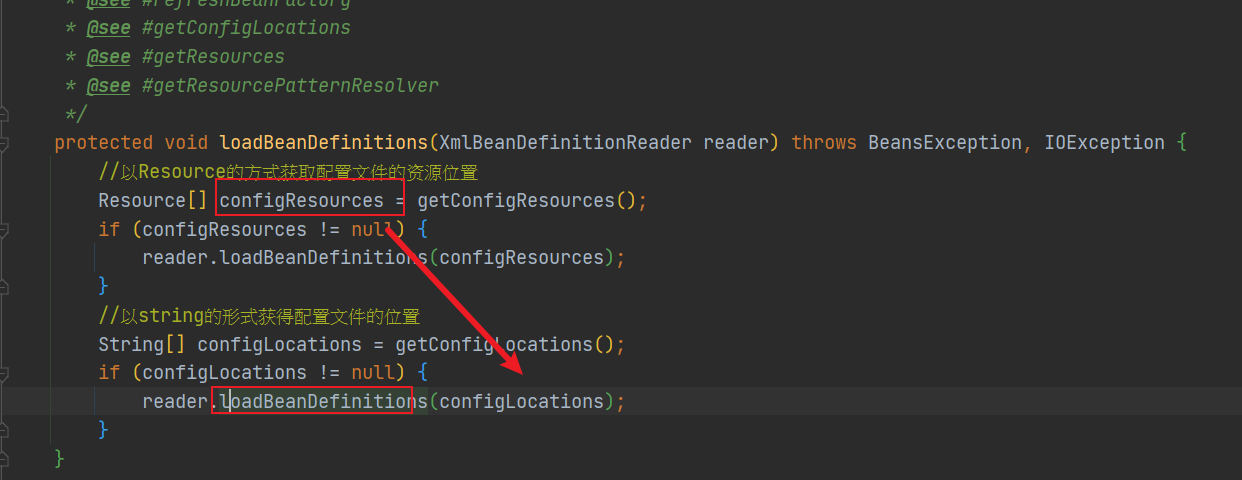 * @see #refreshBeanFactory
* @see #getConfigLocations
* @see #getResources
* @see #getResourcePatternResolver
*/
protected void loadBeanDefinitions(XmlBeanDefinitionReader reader) throws BeansException, IOException {
//以Resource的方式获取配置文件的资源位置
Resource[] configResources = getConfigResources();
if (configResources != null) {
reader.loadBeanDefinitions(configResources);
}
//以string的形式获得配置文件的位置
String[] configLocations = getConfigLocations();
if (configLocations != null) {
reader.loadBeanDefinitions(configLocations);
}
}